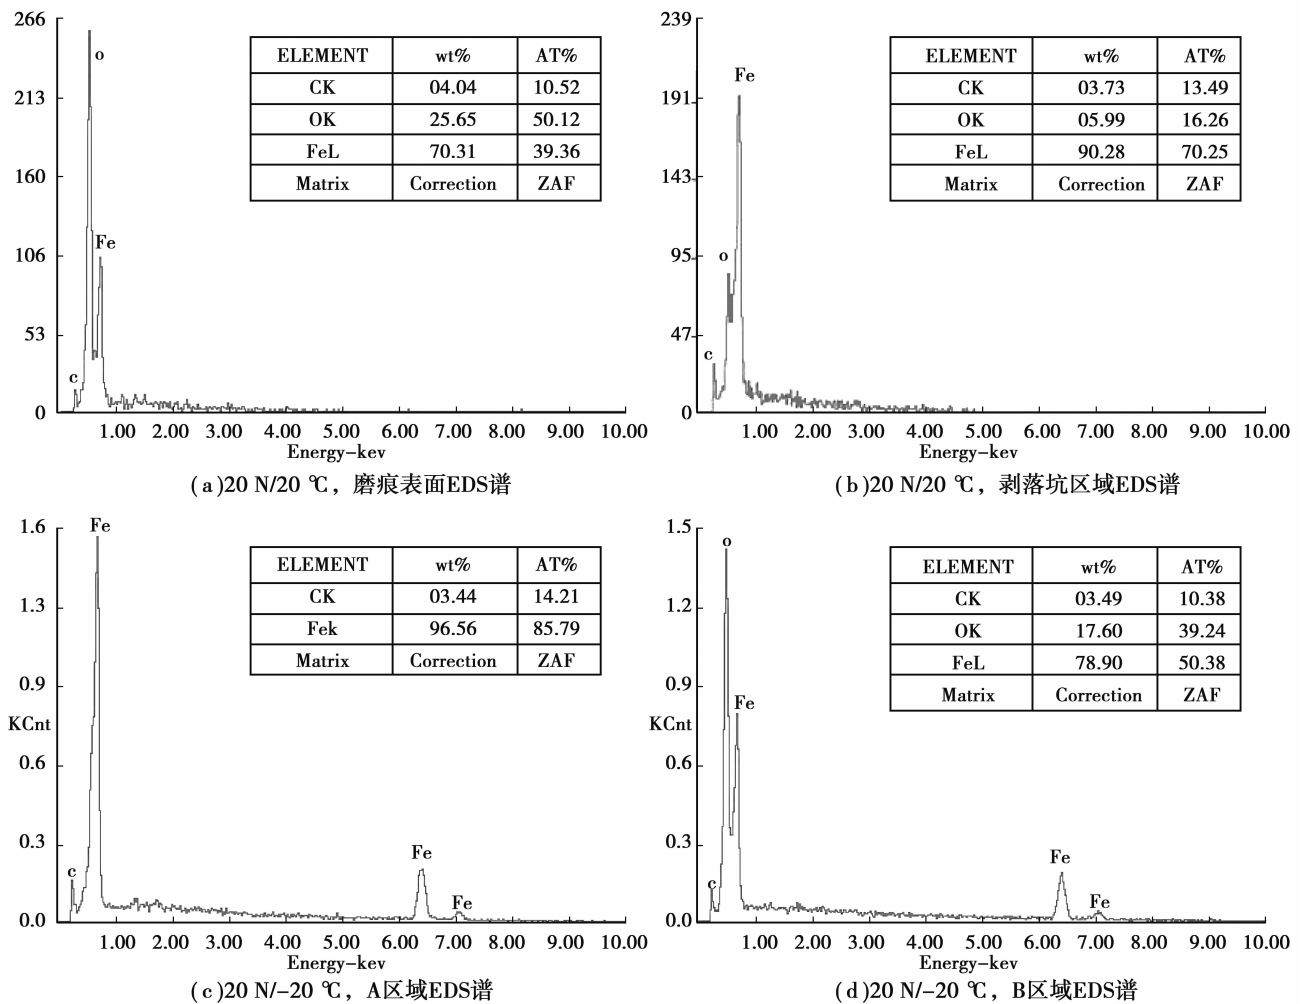 266
213
160
106
53
0
o
Fe
c
ELEMENT wt% AT%
CK 04.04 10.52
OK 25.65 50.12
FeL 70.31 39.36
Matrix Correction ZAF
1.00 2.00 3.00 4.00 5.00 6.00 7.00 8.00 9.00 10.00
Energy-kev
(a)20 N/20 ℃，磨痕表面EDS谱
239
191
143
95
47
0
Fe
o
c
ELEMENT wt% AT%
CK 03.73 13.49
OK 05.99 16.26
FeL 90.28 70.25
Matrix Correction ZAF
1.00 2.00 3.00 4.00 5.00 6.00 7.00 8.00 9.00 10.00
Energy-kev
(b)20 N/20 ℃，剥落坑区域EDS谱
1.6
1.3
0.9
KCnt
0.6
0.3
0.0
Fe
c
Fe
Fe
ELEMENT wt% AT%
CK 03.44 14.21
Fek 96.56 85.79
Matrix Correction ZAF
1.00 2.00 3.00 4.00 5.00 6.00 7.00 8.00 9.00 10.00
Energy-kev
(c)20 N/-20 ℃，A区域EDS谱
1.5
1.2
0.9
KCnt
0.6
0.3
0.0
o
Fe
c
Fe
Fe
ELEMENT wt% AT%
CK 03.49 10.38
OK 17.60 39.24
FeL 78.90 50.38
Matrix Correction ZAF
1.00 2.00 3.00 4.00 5.00 6.00 7.00 8.00 9.00 10.00
Energy-kev
(d)20 N/-20 ℃，B区域EDS谱